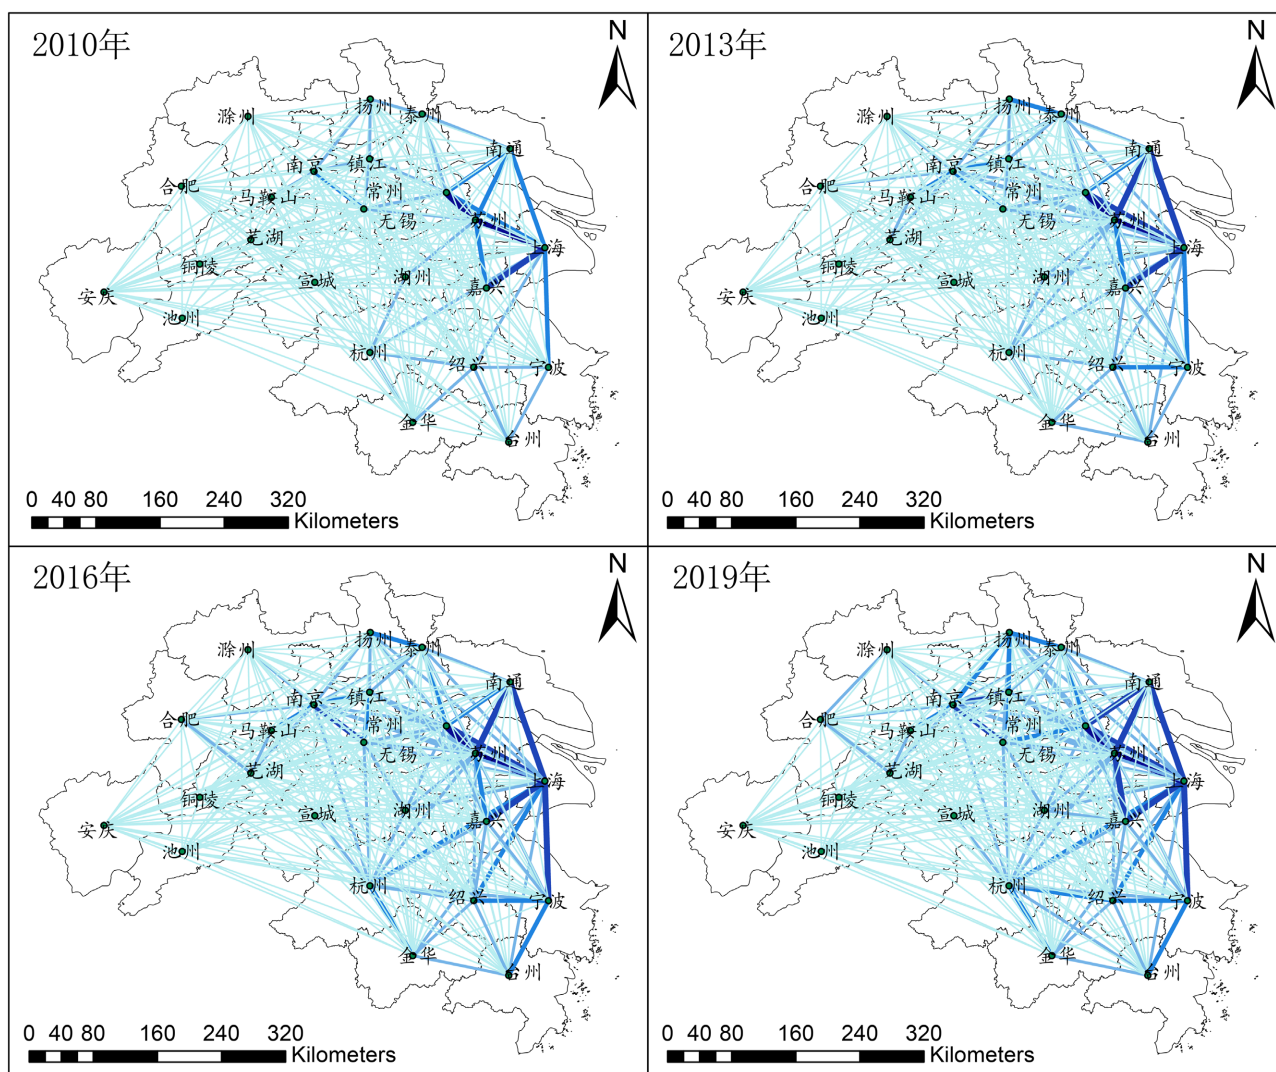 2010年
N
扬州
泰州
滁州
南通
南京
镇江
合肥
马鞍山
常州
无锡
苏州
芜湖
上海
铜陵
宣城
湖州
嘉兴
安庆
池州
杭州
绍兴
宁波
金华
台州
0 40 80 160 240 320
Kilometers
2013年
N
扬州
泰州
滁州
南通
南京
镇江
合肥
马鞍山
常州
无锡
苏州
芜湖
上海
铜陵
宣城
湖州
嘉兴
安庆
池州
杭州
绍兴
宁波
金华
台州
0 40 80 160 240 320
Kilometers
2016年
N
扬州
泰州
滁州
南通
南京
镇江
合肥
马鞍山
常州
无锡
苏州
芜湖
上海
铜陵
宣城
湖州
嘉兴
安庆
池州
杭州
绍兴
宁波
金华
台州
0 40 80 160 240 320
Kilometers
2019年
N
扬州
泰州
滁州
南通
南京
镇江
合肥
马鞍山
常州
无锡
苏州
芜湖
上海
铜陵
宣城
湖州
嘉兴
安庆
池州
杭州
绍兴
宁波
金华
台州
0 40 80 160 240 320
Kilometers